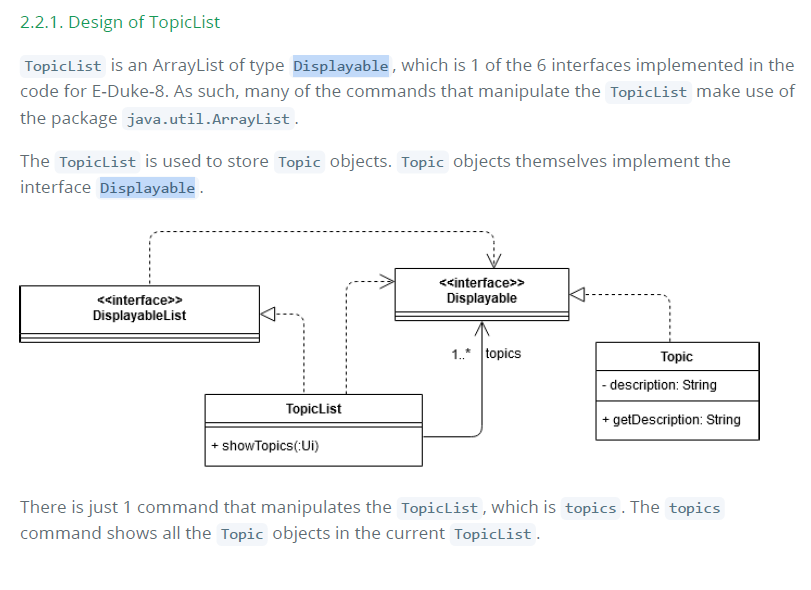 2.2.1. Design of TopicList
TopicList is an ArrayList of type Displayable, which is 1 of the 6 interfaces implemented in the
code for E-Duke-8. As such, many of the commands that manipulate the TopicList make use of
the package java.util.ArrayList.
The TopicList is used to store Topic objects. Topic objects themselves implement the
interface Displayable.
<<interface>>
DisplayableList
<<interface>>
Displayable
1..* topics
Topic
- description: String
+ getDescription: String
TopicList
+ showTopics(:Ui)
There is just 1 command that manipulates the TopicList, which is topics. The topics
command shows all the Topic objects in the current TopicList.